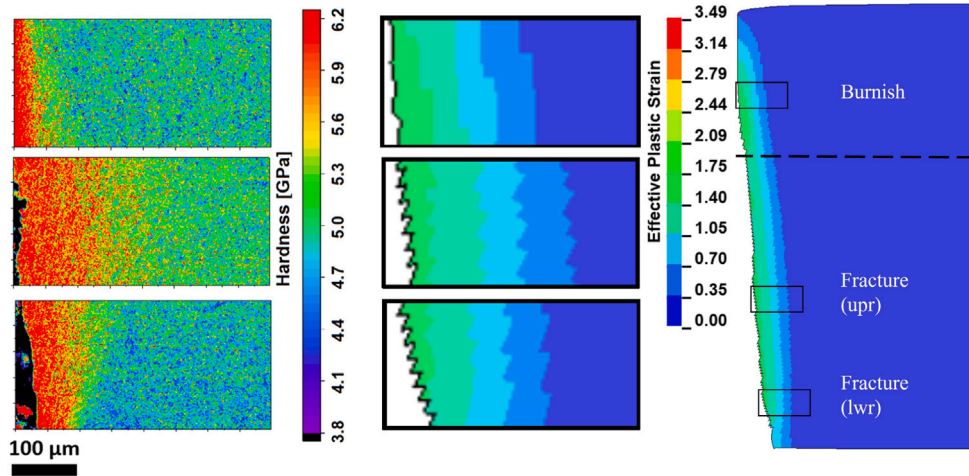 6.2
5.9
5.6
5.3
5.0
4.7
4.4
4.1
3.8
Hardness [GPa]
100 μm
Effective Plastic Strain
3.49
3.14
2.79
2.44
2.09
1.75
1.40
1.05
0.70
0.35
0.00
Burnish
Fracture
(upr)
Fracture
(lwr)